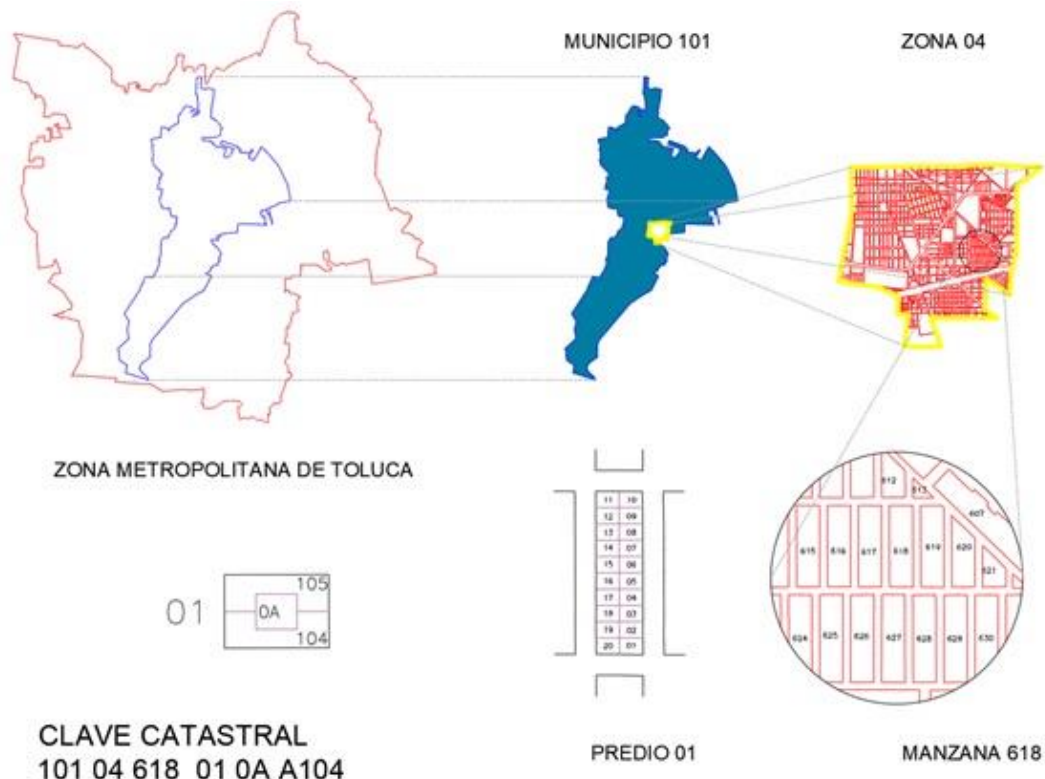 MUNICIPIO 101
ZONA 04
ZONA METROPOLITANA DE TOLUCA
11 10
12 09
13 08
14 07
15 06
16 05
17 04
18 03
19 02
20 01
612
613
607
615 616 617 618 619 620
621
624 625 626 627 628 629 630
01
105
0A
104
CLAVE CATASTRAL
101 04 618 01 0A A104
PREDIO 01
MANZANA 618